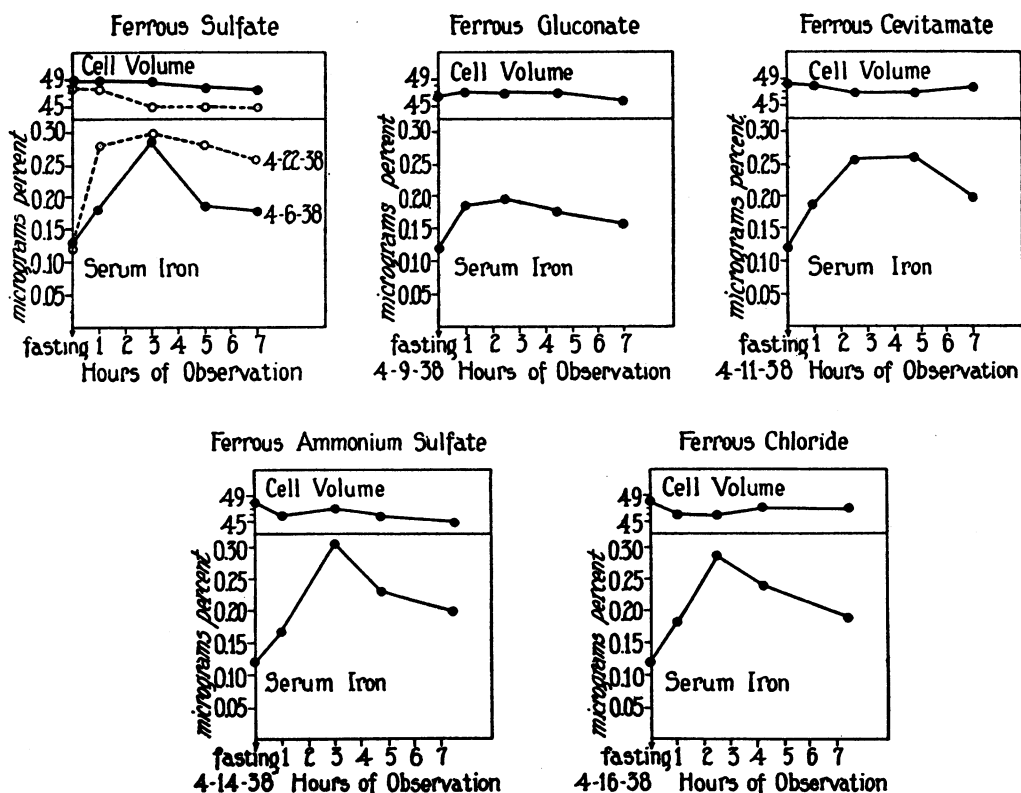 Ferrous Sulfate
Cell Volume
49
45
0.30
0.25
0.20
0.15
0.10
0.05
micrograms percent
4-22-38
4-6-38
Serum Iron
fasting 1 2 3 4 5 6 7
Hours of Observation
Ferrous Gluconate
Cell Volume
49
45
0.30
0.25
0.20
0.15
0.10
0.05
micrograms percent
Serum Iron
fasting 1 2 3 4 5 6 7
4-9-38 Hours of Observation
Ferrous Cevitamate
Cell Volume
49
45
0.30
0.25
0.20
0.15
0.10
0.05
micrograms percent
Serum Iron
fasting 1 2 3 4 5 6 7
4-11-38 Hours of Observation
Ferrous Ammonium Sulfate
Cell Volume
49
45
0.30
0.25
0.20
0.15
0.10
0.05
micrograms percent
Serum Iron
fasting 1 2 3 4 5 6 7
4-14-38 Hours of Observation
Ferrous Chloride
Cell Volume
49
45
0.30
0.25
0.20
0.15
0.10
0.05
micrograms percent
Serum Iron
fasting 1 2 3 4 5 6 7
4-16-38 Hours of Observation